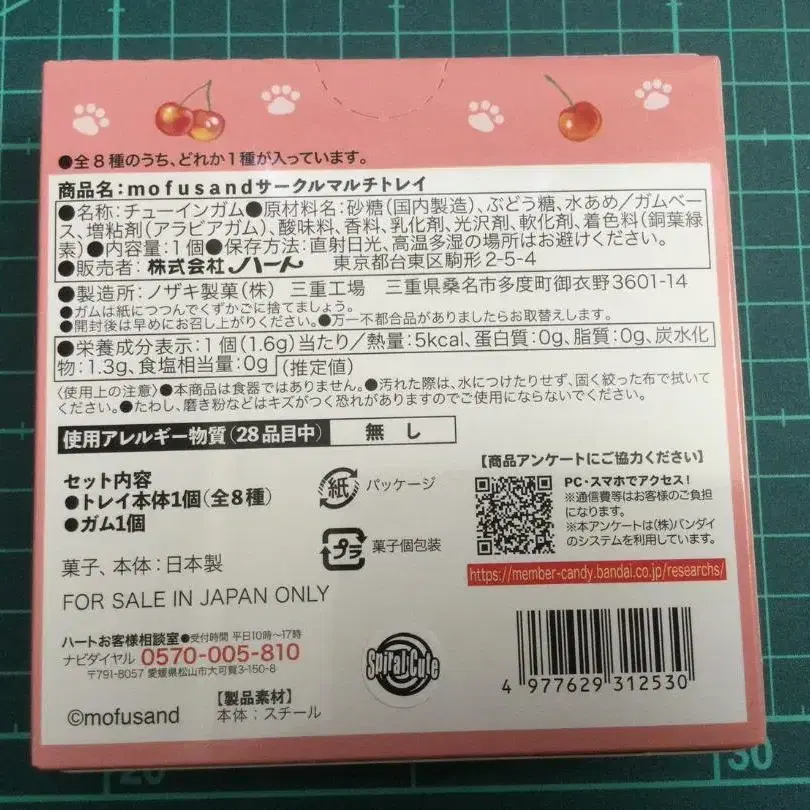 ●全8種のうち、どれか1種が入っています。
商品名:mofusandサークルマルチトレイ
●名称:チューインガム●原材料名:砂糖(国内製造)、ぶどう糖、水あめ/ガムベー
ス、増粘剤(アラビアガム)、酸味料、香料、乳化剤、光沢剤、軟化剤、着色料(銅葉緑
素)●内容量:1個●保存方法:直射日光、高温多湿の場所はお避けください。
●販売者:株式会社ハート 東京都台東区駒形2-5-4
●製造所:ノザキ製菓(株) 三重工場 三重県桑名市多度町御衣野3601-14
●ガムは紙につつんでくずかごに捨てましょう。
●開封後は早めにお召し上がりください。●万一不都合品がありましたらお取替えします。
●栄養成分表示:1個(1.6g)当たり/熱量:5kcal、蛋白質:0g、脂質:0g、炭水化
物:1.3g、食塩相当量:0g (推定値)
〈使用上の注意〉●本商品は食器ではありません。●汚れた際は、水につけたりせず、固く絞った布で拭いて
ください。●たわし、磨き粉などはキズがつく恐れがありますのでご使用にならないでください。
使用アレルギー物質(28品目中) 無し
セット内容
●トレイ本体1個(全8種)
●ガム1個
紙 パッケージ
プラ 菓子個包装
【商品アンケートにご協力ください】
PC・スマホでアクセス!
※通信費等はお客様のご負担
になります。
※本アンケートは(株)バンダイ
のシステムを利用しています。
https://member-candy.bandai.co.jp/researchs/
菓子、本体:日本製
FOR SALE IN JAPAN ONLY
ハートお客様相談室●受付時間 平日10時〜17時
ナビダイヤル 0570-005-810
〒791-8057 愛媛県松山市大可賀3-150-8
©mofusand
【製品素材】
本体:スチール
Spiral Cute
4 977629 312530
20
30